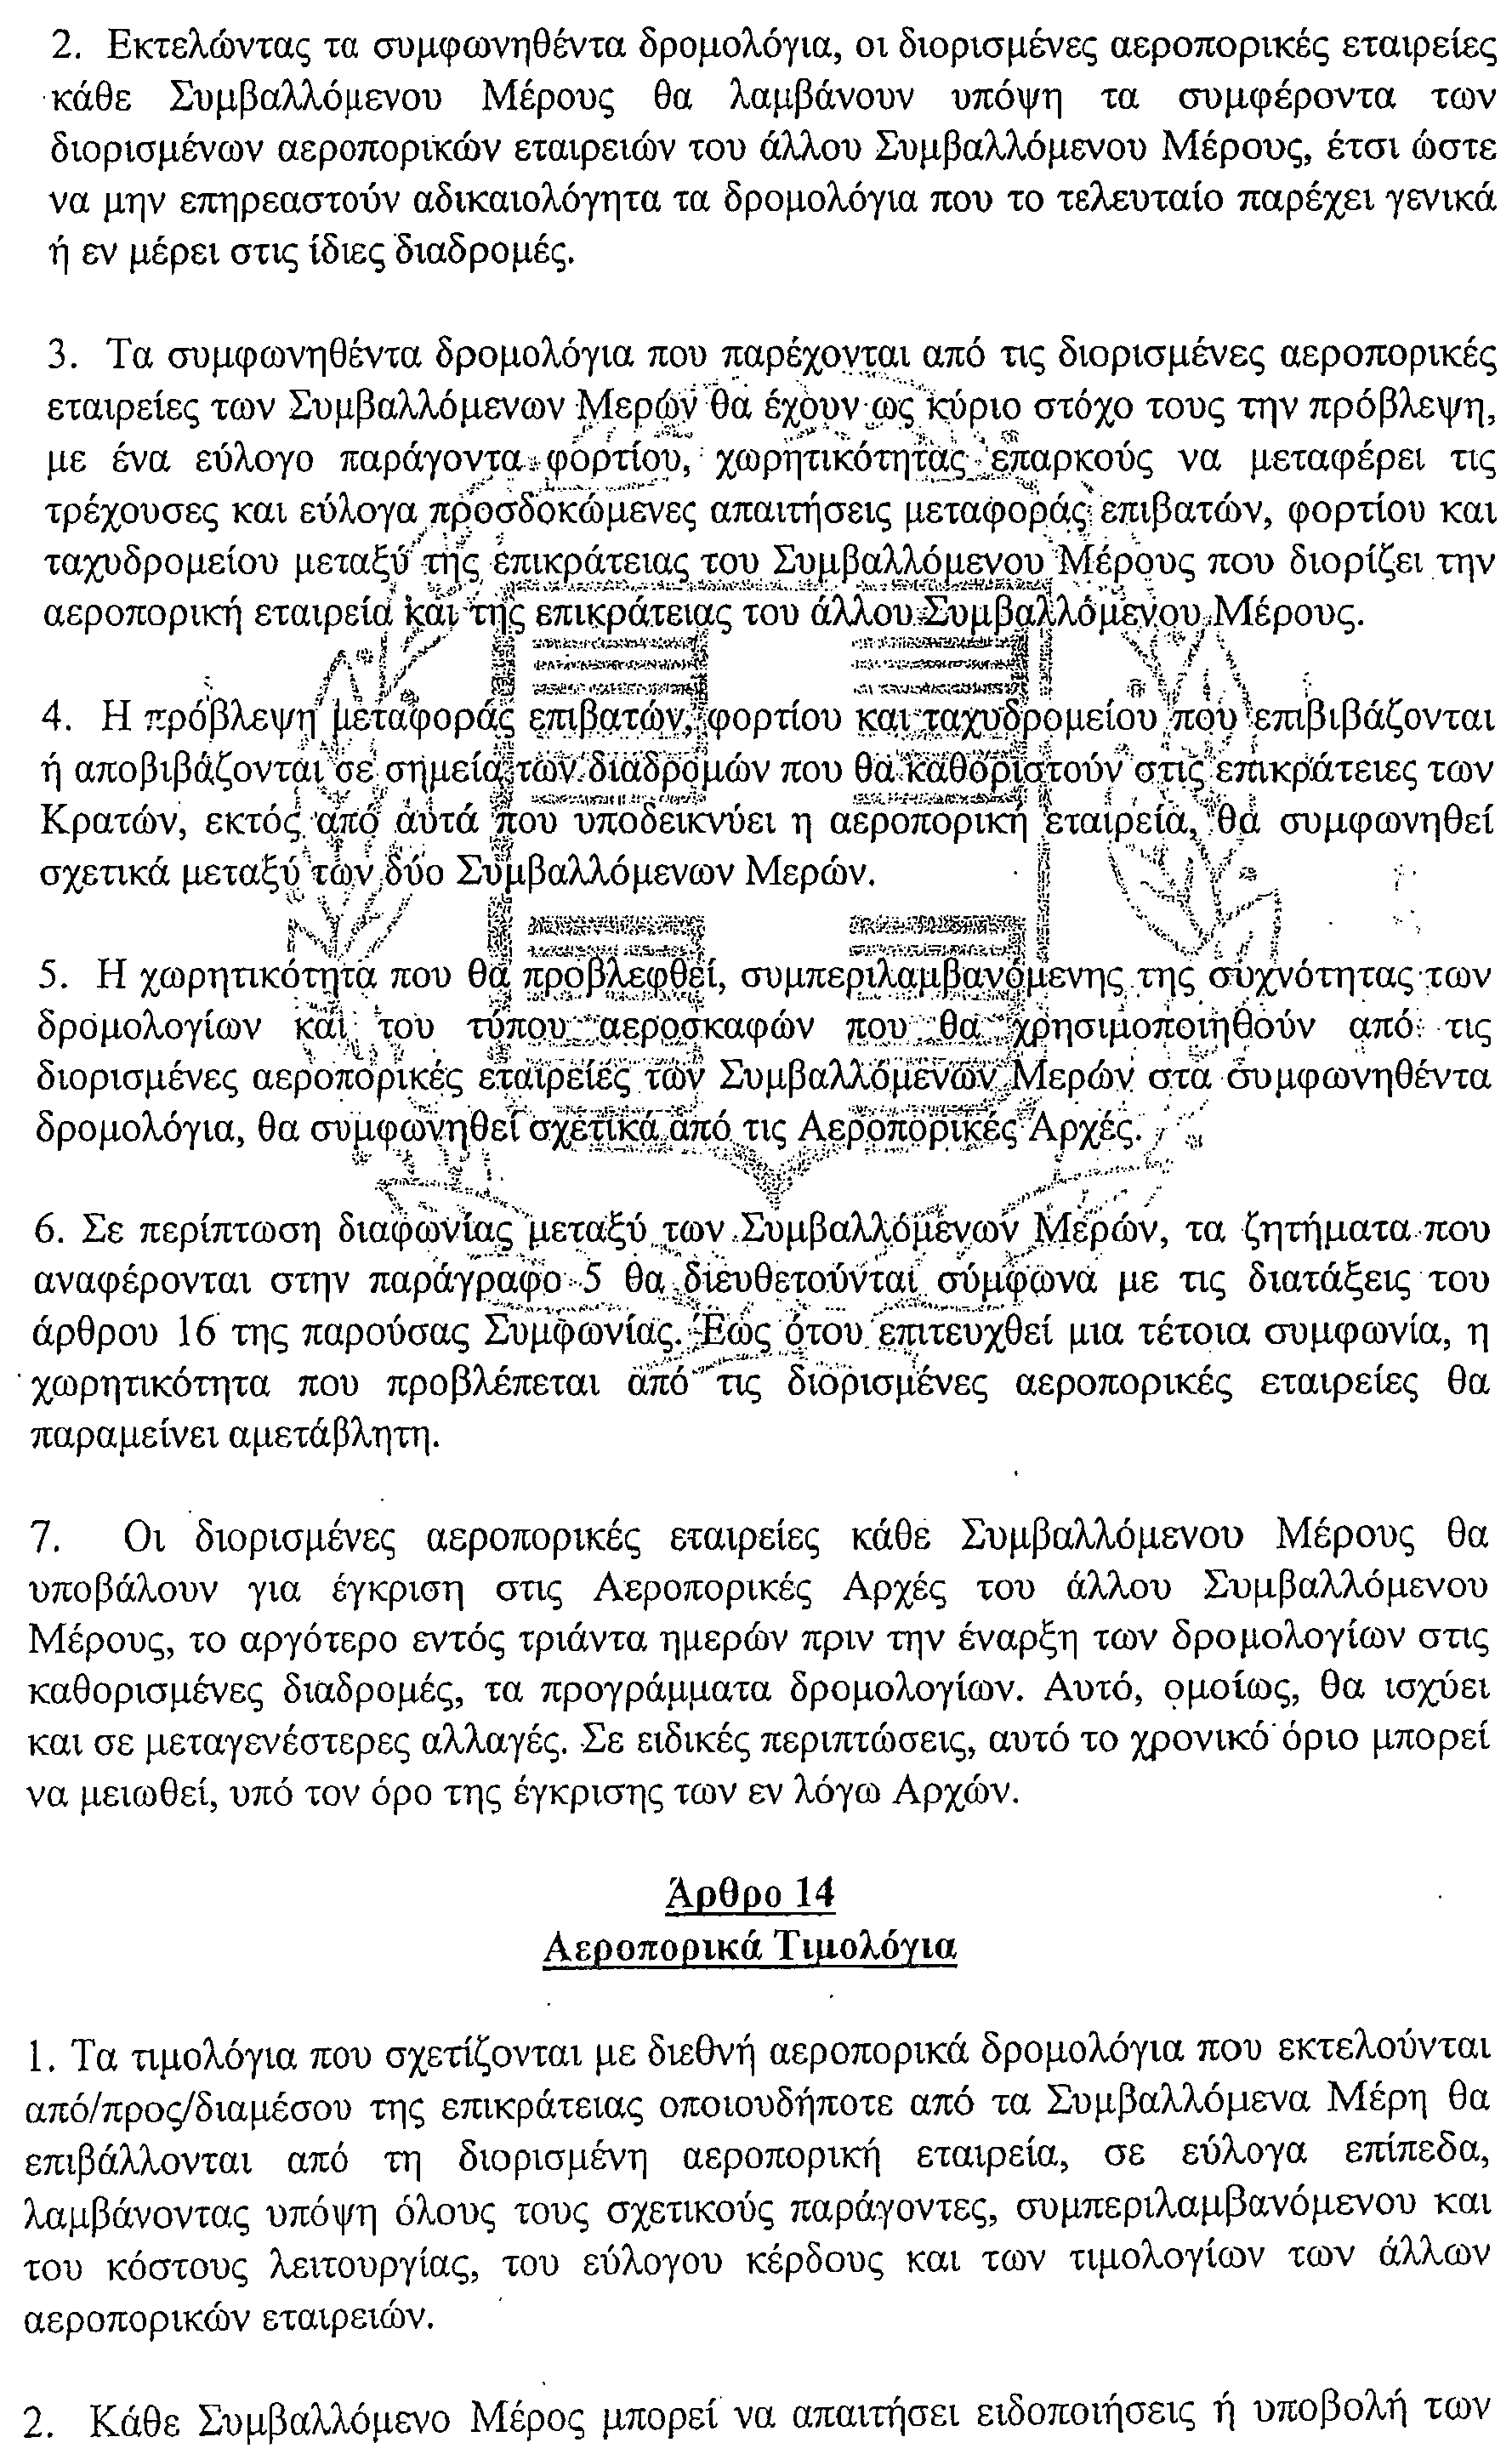 2. Εκτελώντας τα συμφωνηθέντα δρομολόγια, οι διορισμένες αεροπορικές εταιρείες
κάθε Συμβαλλόμενου Μέρους θα λαμβάνουν υπόψη τα συμφέροντα των
διορισμένων αεροπορικών εταιρειών του άλλου Συμβαλλόμενου Μέρους, έτσι ώστε
να μην επηρεαστούν αδικαιολόγητα τα δρομολόγια που το τελευταίο παρέχει γενικά
ή εν μέρει στις ίδιες διαδρομές.
3. Τα συμφωνηθέντα δρομολόγια που παρέχονται από τις διορισμένες αεροπορικές
εταιρείες των Συμβαλλόμενων Μερών θα έχουν ως κύριο στόχο τους την πρόβλεψη,
με ένα εύλογο παράγοντα φορτίου, χωρητικότητας επαρκούς να μεταφέρει τις
τρέχουσες και εύλογα προσδοκώμενες απαιτήσεις μεταφοράς επιβατών, φορτίου και
ταχυδρομείου μεταξύ της επικράτειας του Συμβαλλόμενου Μέρους που διορίζει την
αεροπορική εταιρεία και της επικράτειας του άλλου Συμβαλλόμενου Μέρους.
4. Η πρόβλεψη μεταφοράς επιβατών, φορτίου και ταχυδρομείου που επιβιβάζονται
ή αποβιβάζονται σε σημεία των διαδρομών που θα καθοριστούν στις επικράτειες των
Κρατών, εκτός από αυτά που υποδεικνύει η αεροπορική εταιρεία, θα συμφωνηθεί
σχετικά μεταξύ των δύο Συμβαλλόμενων Μερών.
5. Η χωρητικότητα που θα προβλεφθεί, συμπεριλαμβανόμενης της συχνότητας των
δρομολογίων και του τύπου αεροσκαφών που θα χρησιμοποιηθούν από τις
διορισμένες αεροπορικές εταιρείες των Συμβαλλόμενων Μερών στα συμφωνηθέντα
δρομολόγια, θα συμφωνηθεί σχετικά από τις Αεροπορικές Αρχές.
6. Σε περίπτωση διαφωνίας μεταξύ των Συμβαλλόμενων Μερών, τα ζητήματα που
αναφέρονται στην παράγραφο 5 θα διευθετούνται σύμφωνα με τις διατάξεις του
άρθρου 16 της παρούσας Συμφωνίας. Έως ότου επιτευχθεί μια τέτοια συμφωνία, η
χωρητικότητα που προβλέπεται από τις διορισμένες αεροπορικές εταιρείες θα
παραμείνει αμετάβλητη.
7. Οι διορισμένες αεροπορικές εταιρείες κάθε Συμβαλλόμενου Μέρους θα
υποβάλουν για έγκριση στις Αεροπορικές Αρχές του άλλου Συμβαλλόμενου
Μέρους, το αργότερο εντός τριάντα ημερών πριν την έναρξη των δρομολογίων στις
καθορισμένες διαδρομές, τα προγράμματα δρομολογίων. Αυτό, ομοίως, θα ισχύει
και σε μεταγενέστερες αλλαγές. Σε ειδικές περιπτώσεις, αυτό το χρονικό όριο μπορεί
να μειωθεί, υπό τον όρο της έγκρισης των εν λόγω Αρχών.
Άρθρο 14
Αεροπορικά Τιμολόγια
1. Τα τιμολόγια που σχετίζονται με διεθνή αεροπορικά δρομολόγια που εκτελούνται
από/προς/διαμέσου της επικράτειας οποιουδήποτε από τα Συμβαλλόμενα Μέρη θα
επιβάλλονται από τη διορισμένη αεροπορική εταιρεία, σε εύλογα επίπεδα,
λαμβάνοντας υπόψη όλους τους σχετικούς παράγοντες, συμπεριλαμβανόμενου και
του κόστους λειτουργίας, του εύλογου κέρδους και των τιμολογίων των άλλων
αεροπορικών εταιρειών.
2. Κάθε Συμβαλλόμενο Μέρος μπορεί να απαιτήσει ειδοποιήσεις ή υποβολή των